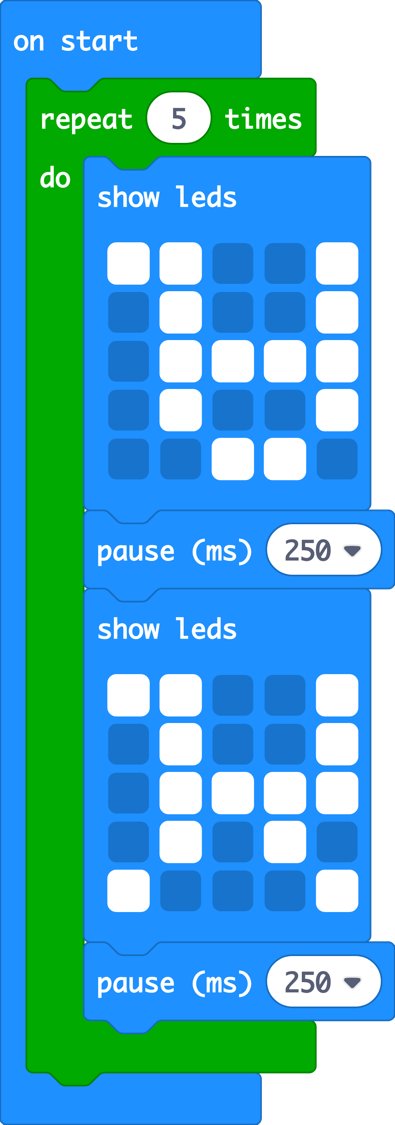 on start
repeat 5 times
do
show leds
pause (ms) 250
show leds
pause (ms) 250